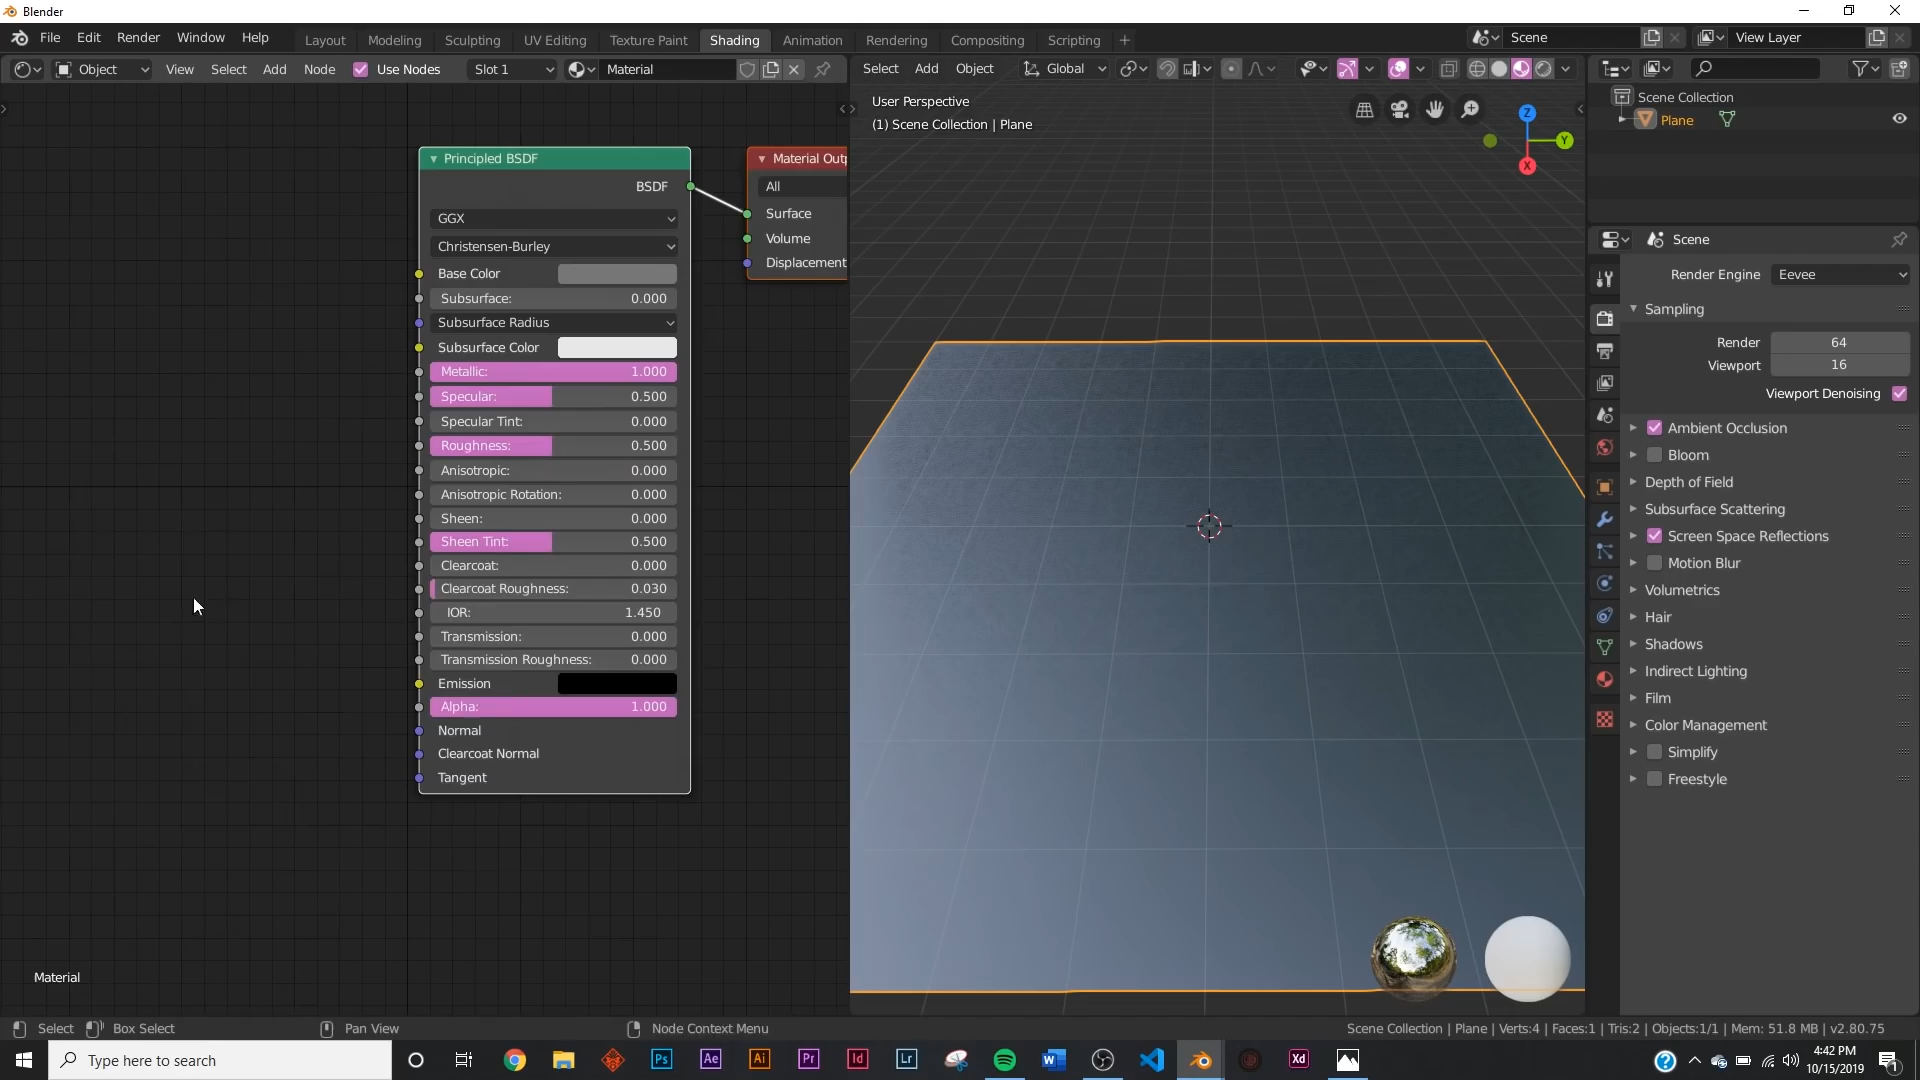 Blender
File Edit Render Window Help Layout Modeling Sculpting UV Editing Texture Paint Shading Animation Rendering Compositing Scripting + Scene View Layer
Object View Select Add Node Use Nodes Slot 1 Material Select Add Object Global
User Perspective
(1) Scene Collection | Plane
Z
Y
X
Scene Collection
Plane
Principled BSDF
BSDF
GGX
Christensen-Burley
Base Color
Subsurface: 0.000
Subsurface Radius
Subsurface Color
Metallic: 1.000
Specular: 0.500
Specular Tint: 0.000
Roughness: 0.500
Anisotropic: 0.000
Anisotropic Rotation: 0.000
Sheen: 0.000
Sheen Tint: 0.500
Clearcoat: 0.000
Clearcoat Roughness: 0.030
IOR: 1.450
Transmission: 0.000
Transmission Roughness: 0.000
Emission
Alpha: 1.000
Normal
Clearcoat Normal
Tangent
Material Outp
All
Surface
Volume
Displacement
Scene
Render Engine Eevee
Sampling
Render 64
Viewport 16
Viewport Denoising
Ambient Occlusion
Bloom
Depth of Field
Subsurface Scattering
Screen Space Reflections
Motion Blur
Volumetrics
Hair
Shadows
Indirect Lighting
Film
Color Management
Simplify
Freestyle
Material
Select Box Select Pan View Node Context Menu Scene Collection | Plane | Verts:4 | Faces:1 | Tris:2 | Objects:1/1 | Mem: 51.8 MB | v2.80.75
Type here to search Ps Ae Ai Pr Id Lr W Xd ?
4:42 PM
10/15/2019
1